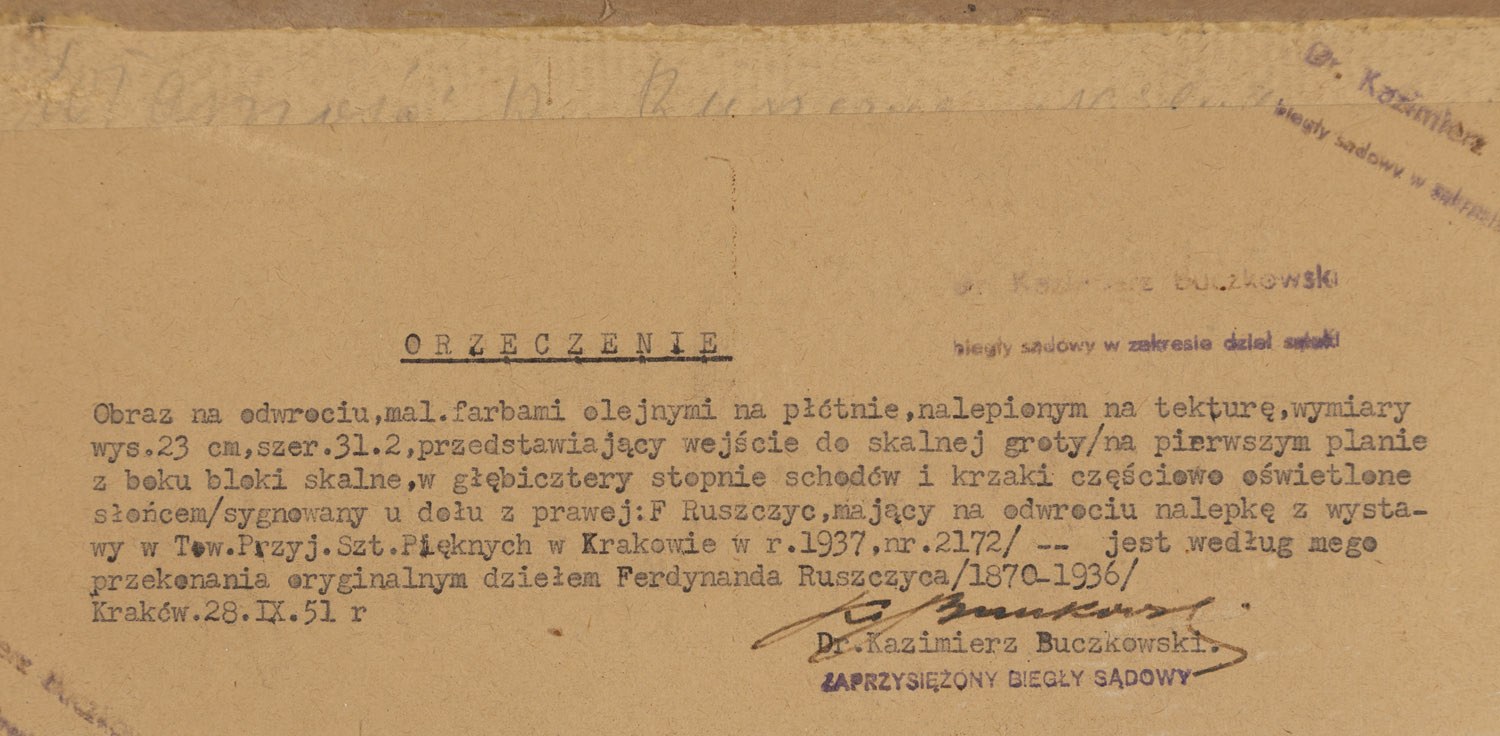 Dr. Kazimierz
biegły sądowy w zakresie
Dr. Kazimierz Buczkowski
biegły sądowy w zakresie dzieł sztuki
ORZECZENIE
Obraz na odwrociu,mal.farbami olejnymi na płótnie,nalepionym na tekturę,wymiary
wys.23 cm,szer.31.2,przedstawiający wejście do skalnej groty/na pierwszym planie
z boku bloki skalne,w głębicztery stopnie schodów i krzaki częściowo oświetlone
słońcem/sygnowany u dołu z prawej:F Ruszczyc,mający na odwrociu nalepkę z wysta-
wy w Tow.Przyj.Szt.Pięknych w Krakowie w r.1937,nr.2172/ -- jest według mego
przekonania oryginalnym dziełem Ferdynanda Ruszczyca/1870-1936/
Kraków.28.IX.51 r
Dr.Kazimierz Buczkowski.
ZAPRZYSIĘŻONY BIEGŁY SĄDOWY